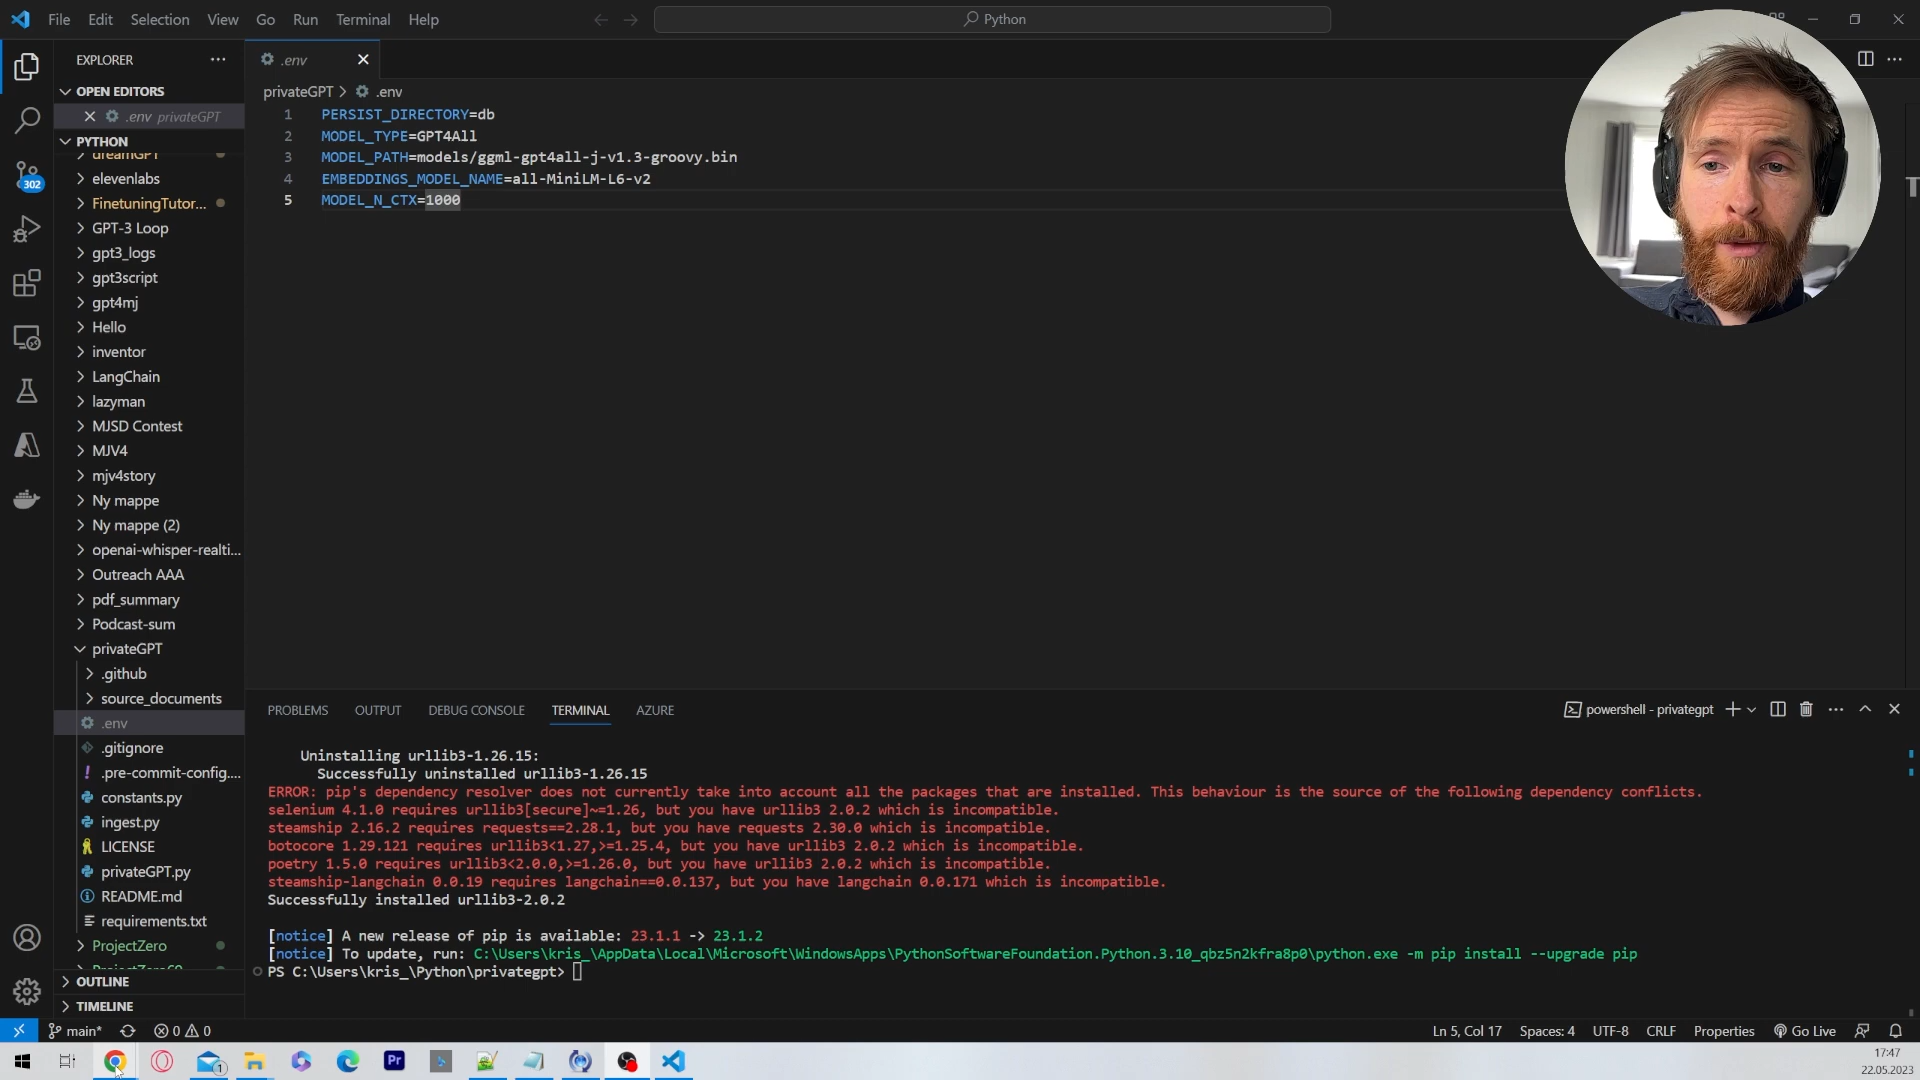 File Edit Selection View Go Run Terminal Help
Python
EXPLORER
OPEN EDITORS
.env privateGPT
PYTHON
dreamGPT
elevenlabs
FinetuningTutor...
GPT-3 Loop
gpt3_logs
gpt3script
gpt4mj
Hello
inventor
LangChain
lazyman
MJSD Contest
MJV4
mjv4story
Ny mappe
Ny mappe (2)
openai-whisper-realti...
Outreach AAA
pdf_summary
Podcast-sum
privateGPT
.github
source_documents
.env
.gitignore
.pre-commit-config....
constants.py
ingest.py
LICENSE
privateGPT.py
README.md
requirements.txt
ProjectZero
OUTLINE
TIMELINE
302
.env
privateGPT > .env
1 PERSIST_DIRECTORY=db
2 MODEL_TYPE=GPT4All
3 MODEL_PATH=models/ggml-gpt4all-j-v1.3-groovy.bin
4 EMBEDDINGS_MODEL_NAME=all-MiniLM-L6-v2
5 MODEL_N_CTX=1000
PROBLEMS OUTPUT DEBUG CONSOLE TERMINAL AZURE
powershell - privategpt
Uninstalling urllib3-1.26.15:
Successfully uninstalled urllib3-1.26.15
ERROR: pip's dependency resolver does not currently take into account all the packages that are installed. This behaviour is the source of the following dependency conflicts.
selenium 4.1.0 requires urllib3[secure]~=1.26, but you have urllib3 2.0.2 which is incompatible.
steamship 2.16.2 requires requests==2.28.1, but you have requests 2.30.0 which is incompatible.
botocore 1.29.121 requires urllib3<1.27,>=1.25.4, but you have urllib3 2.0.2 which is incompatible.
poetry 1.5.0 requires urllib3<2.0.0,>=1.26.0, but you have urllib3 2.0.2 which is incompatible.
steamship-langchain 0.0.19 requires langchain==0.0.137, but you have langchain 0.0.171 which is incompatible.
Successfully installed urllib3-2.0.2
[notice] A new release of pip is available: 23.1.1 -> 23.1.2
[notice] To update, run: C:\Users\kris_\AppData\Local\Microsoft\WindowsApps\PythonSoftwareFoundation.Python.3.10_qbz5n2kfra8p0\python.exe -m pip install --upgrade pip
PS C:\Users\kris_\Python\privategpt>
main* 0 0
Ln 5, Col 17 Spaces: 4 UTF-8 CRLF Properties Go Live
1
Pr
17:47
22.05.2023